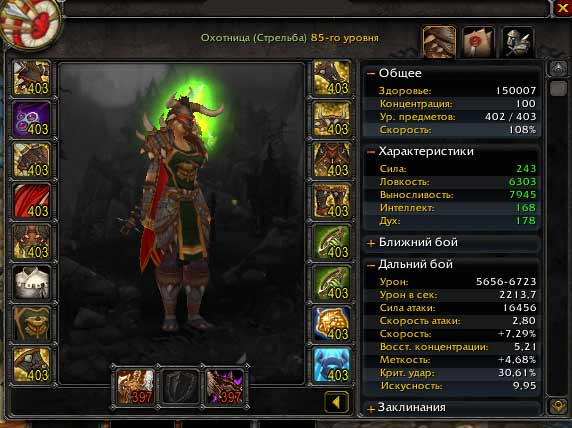 Охотница (Стрельба) 85-го уровня
403
403
403
403
403
403
403
403
403
403
403
403
403
403
397
397
Общее
Здоровье: 150007
Концентрация: 100
Ур. предметов: 402 / 403
Скорость: 108%
Характеристики
Сила: 243
Ловкость: 6303
Выносливость: 7945
Интеллект: 168
Дух: 178
Ближний бой
Дальний бой
Урон: 5656-6723
Урон в сек: 2213,7
Сила атаки: 16456
Скорость атаки: 2,80
Скорость: +7,29%
Восст. концентрации: 5,21
Меткость: +4,68%
Крит. удар: 30,61%
Искусность: 9,95
Заклинания